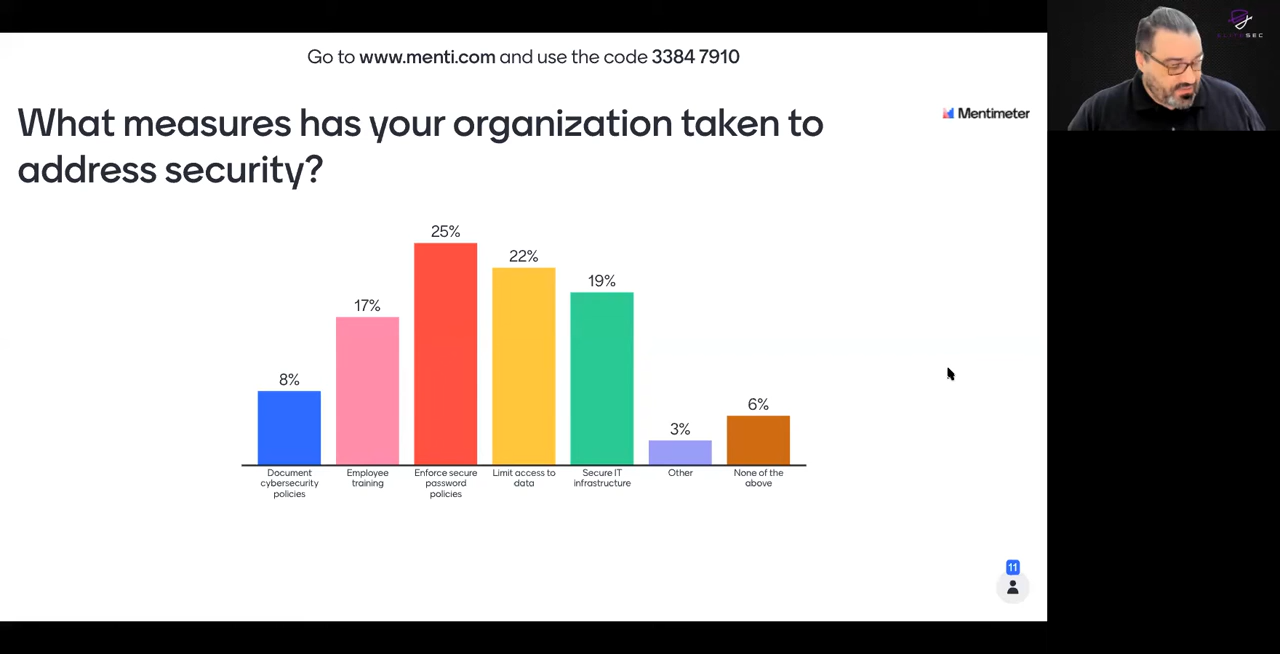 Go to www.menti.com and use the code 3384 7910
What measures has your organization taken to
address security?
Mentimeter
25%
22%
19%
17%
8%
6%
3%
Document
cybersecurity
policies
Employee
training
Enforce secure
password
policies
Limit access to
data
Secure IT
infrastructure
Other
None of the
above
11